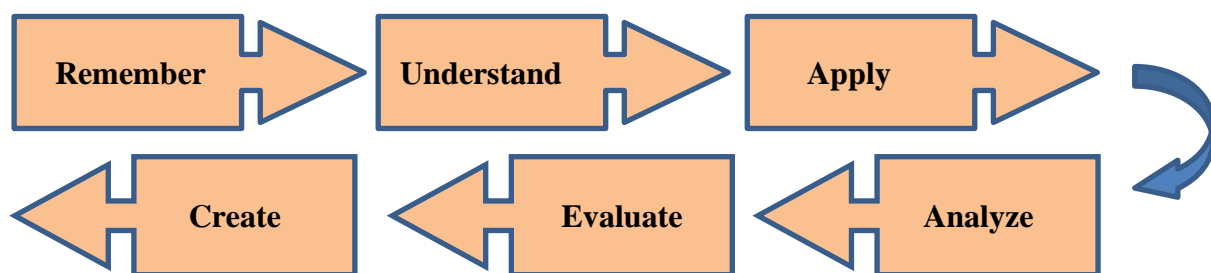 Remember
Understand
Apply
Analyze
Evaluate
Create